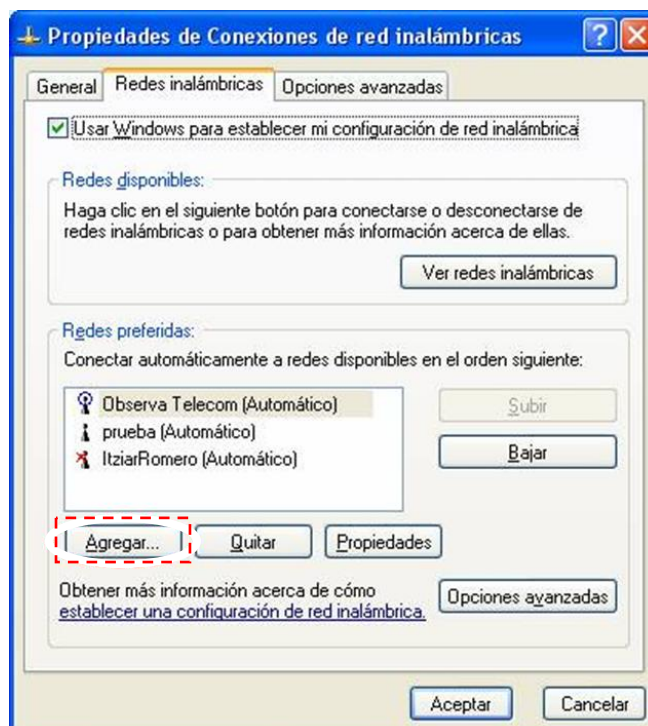 Propiedades de Conexiones de red inalámbricas
General Redes inalámbricas Opciones avanzadas
Usar Windows para establecer mi configuración de red inalámbrica
Redes disponibles:
Haga clic en el siguiente botón para conectarse o desconectarse de
redes inalámbricas o para obtener más información acerca de ellas.
Ver redes inalámbricas
Redes preferidas:
Conectar automáticamente a redes disponibles en el orden siguiente:
Observa Telecom (Automático)
prueba (Automático)
ItziarRomero (Automático)
Subir
Bajar
Agregar... Quitar Propiedades
Obtener más información acerca de cómo
establecer una configuración de red inalámbrica.
Opciones avanzadas
Aceptar Cancelar